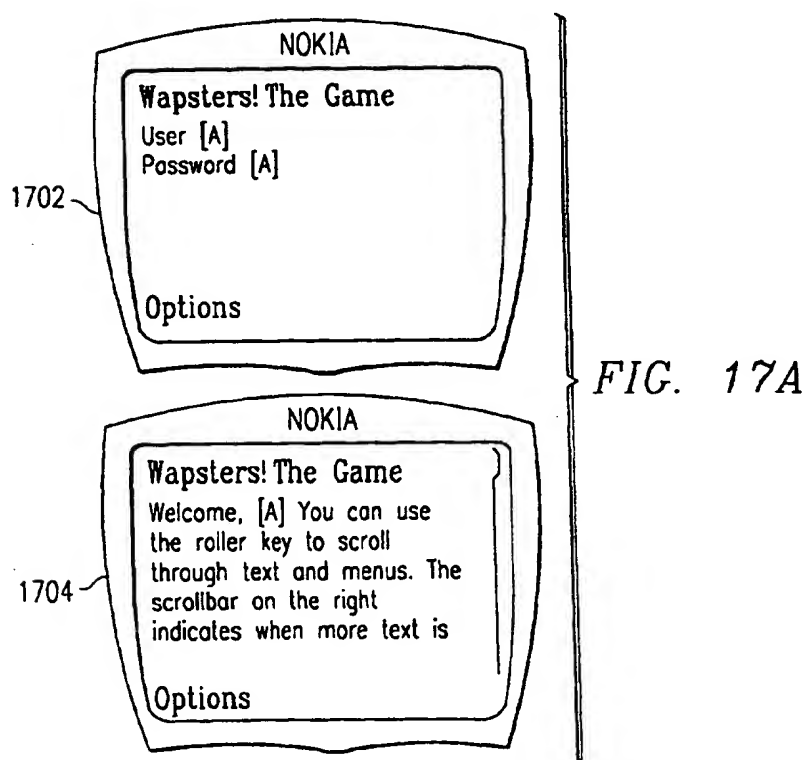 NOKIA
Wapsters! The Game
User [A]
Password [A]
1702
Options
FIG. 17A
NOKIA
Wapsters! The Game
Welcome, [A] You can use
the roller key to scroll
through text and menus. The
scrollbar on the right
indicates when more text is
1704
Options